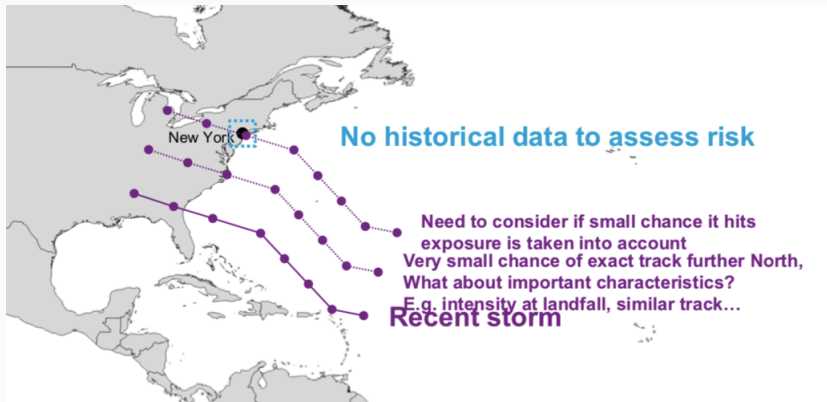 New York
No historical data to assess risk
Need to consider if small chance it hits
exposure is taken into account
Very small chance of exact track further North,
What about important characteristics?
E.g. intensity at landfall, similar track…
Recent storm